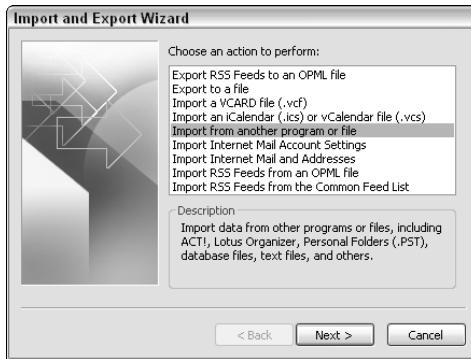 Import and Export Wizard
Choose an action to perform:
Export RSS Feeds to an OPML file
Export to a file
Import a VCARD file (.vcf)
Import an iCalendar (.ics) or vCalendar file (.vcs)
Import from another program or file
Import Internet Mail Account Settings
Import Internet Mail and Addresses
Import RSS Feeds from an OPML file
Import RSS Feeds from the Common Feed List
Description
Import data from other programs or files, including
ACT!, Lotus Organizer, Personal Folders (.PST),
database files, text files, and others.
< Back
Next >
Cancel